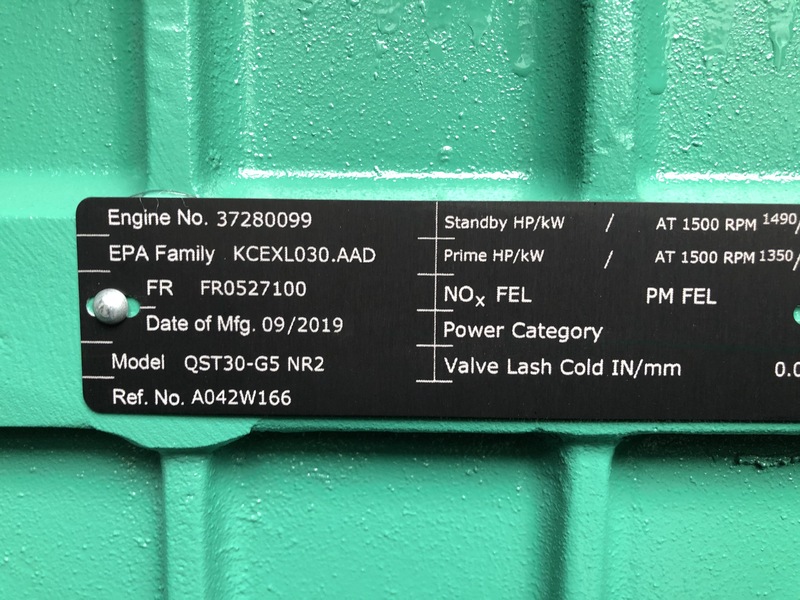 Engine No. 37280099
EPA Family KCEXL030.AAD
FR FR0527100
Date of Mfg. 09/2019
Model QST30-G5 NR2
Ref. No. A042W166
Standby HP/kW / AT 1500 RPM 1490/
Prime HP/kW / AT 1500 RPM 1350/
NOx FEL PM FEL
Power Category
Valve Lash Cold IN/mm 0.0